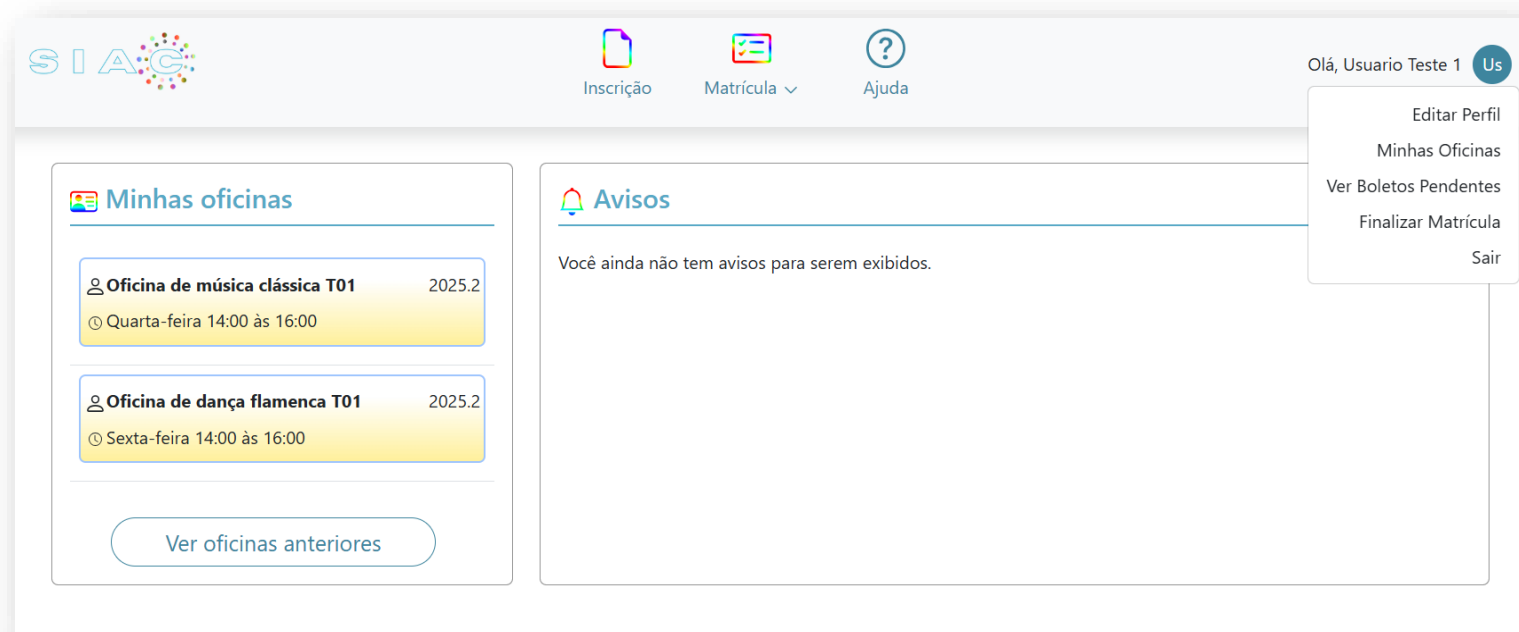 SIAC
Inscrição
Matrícula
Ajuda
Olá, Usuario Teste 1
Us
Editar Perfil
Minhas Oficinas
Ver Boletos Pendentes
Finalizar Matrícula
Sair
Minhas oficinas
Oficina de música clássica T01 2025.2
Quarta-feira 14:00 às 16:00
Oficina de dança flamenca T01 2025.2
Sexta-feira 14:00 às 16:00
Ver oficinas anteriores
Avisos
Você ainda não tem avisos para serem exibidos.